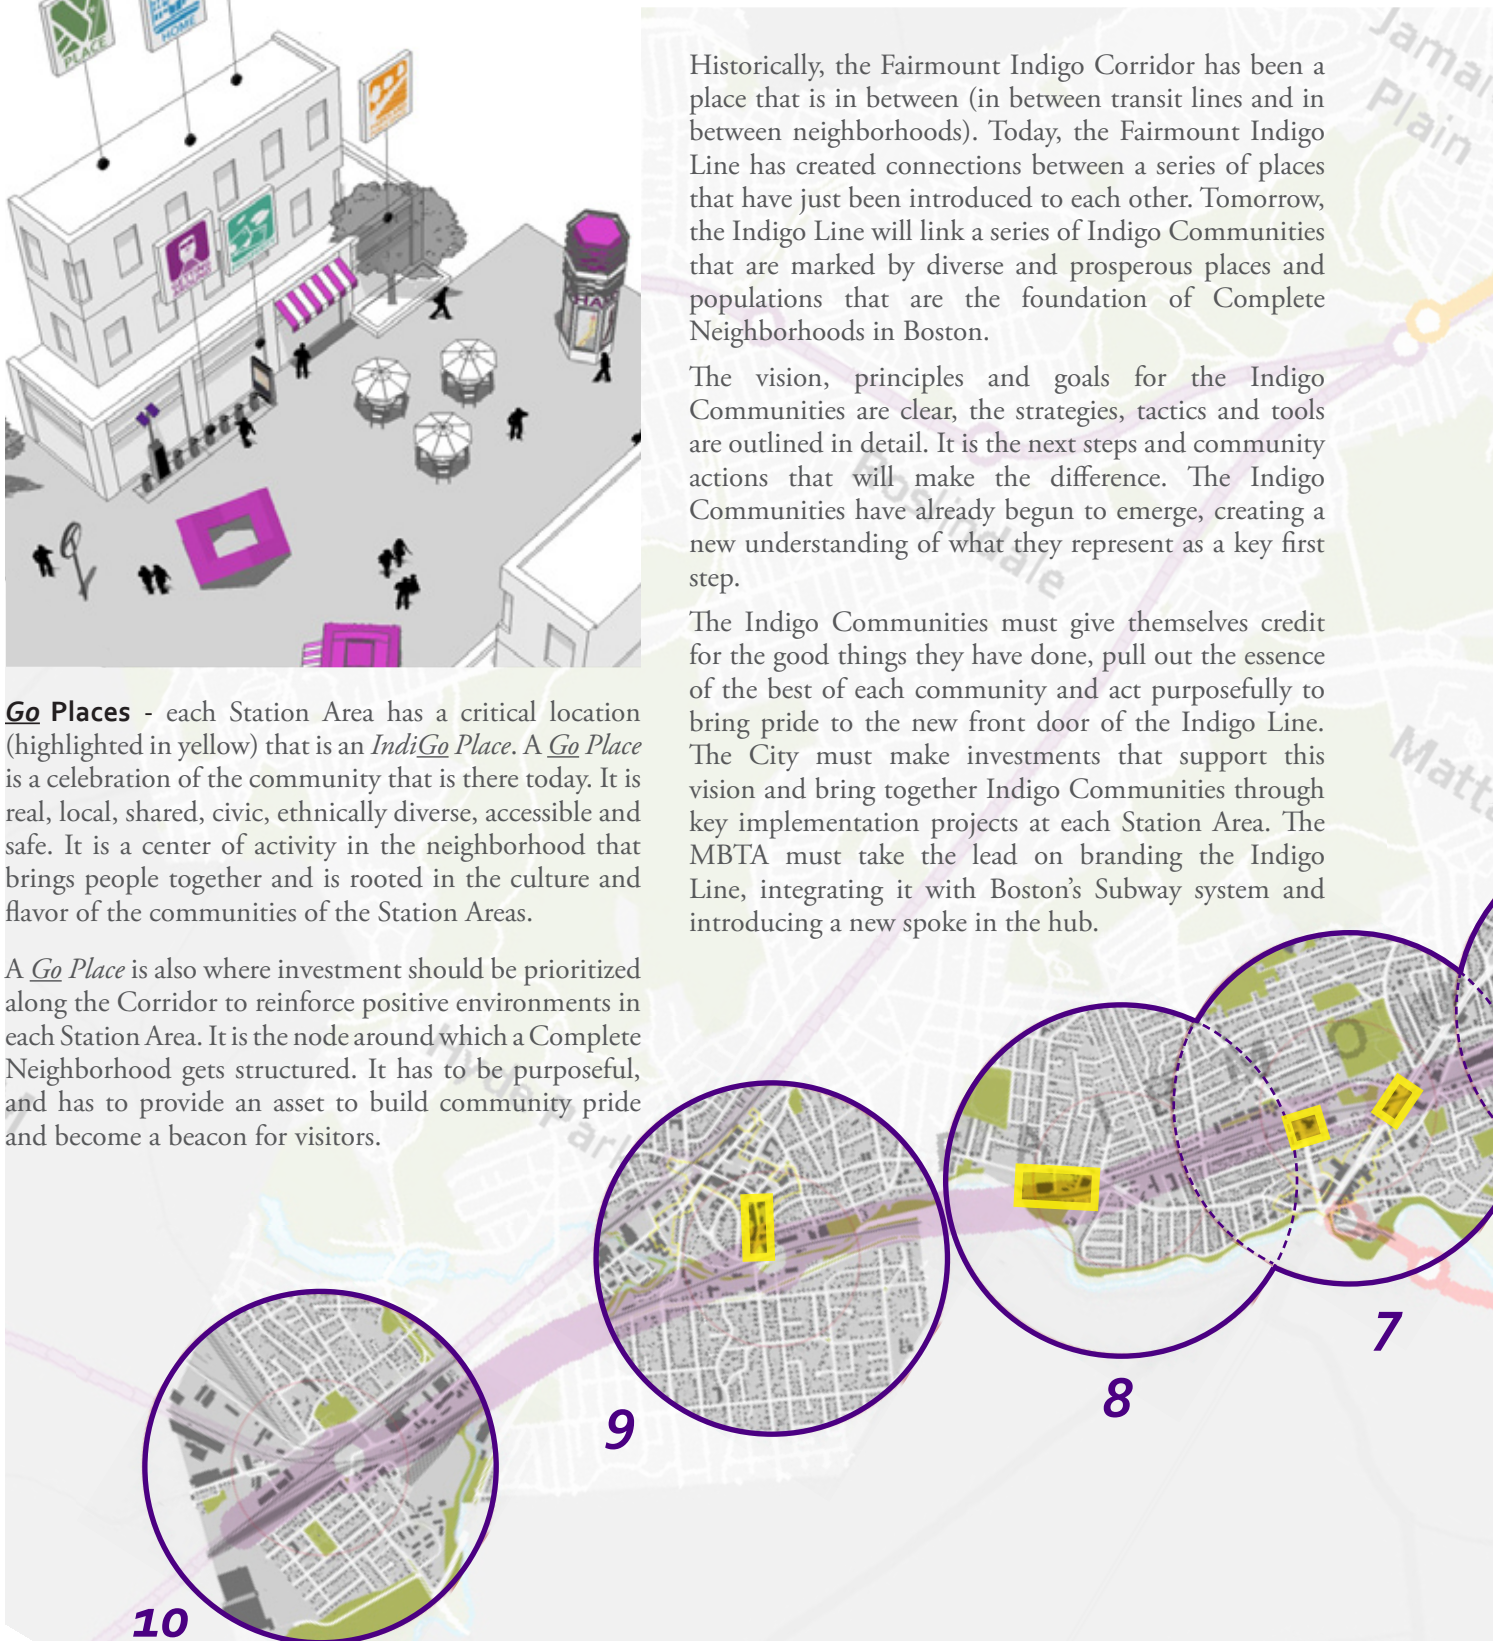 PLACE
HOME
GETTING
AROUND
Go Places - each Station Area has a critical location
(highlighted in yellow) that is an IndiGo Place. A Go Place
is a celebration of the community that is there today. It is
real, local, shared, civic, ethnically diverse, accessible and
safe. It is a center of activity in the neighborhood that
brings people together and is rooted in the culture and
flavor of the communities of the Station Areas.
A Go Place is also where investment should be prioritized
along the Corridor to reinforce positive environments in
each Station Area. It is the node around which a Complete
Neighborhood gets structured. It has to be purposeful,
and has to provide an asset to build community pride
and become a beacon for visitors.
Historically, the Fairmount Indigo Corridor has been a
place that is in between (in between transit lines and in
between neighborhoods). Today, the Fairmount Indigo
Line has created connections between a series of places
that have just been introduced to each other. Tomorrow,
the Indigo Line will link a series of Indigo Communities
that are marked by diverse and prosperous places and
populations that are the foundation of Complete
Neighborhoods in Boston.
The vision, principles and goals for the Indigo
Communities are clear, the strategies, tactics and tools
are outlined in detail. It is the next steps and community
actions that will make the difference. The Indigo
Communities have already begun to emerge, creating a
new understanding of what they represent as a key first
step.
The Indigo Communities must give themselves credit
for the good things they have done, pull out the essence
of the best of each community and act purposefully to
bring pride to the new front door of the Indigo Line.
The City must make investments that support this
vision and bring together Indigo Communities through
key implementation projects at each Station Area. The
MBTA must take the lead on branding the Indigo
Line, integrating it with Boston's Subway system and
introducing a new spoke in the hub.
Jamai
Plain
Roslindale
Matta
Hyde Park
7
8
9
10